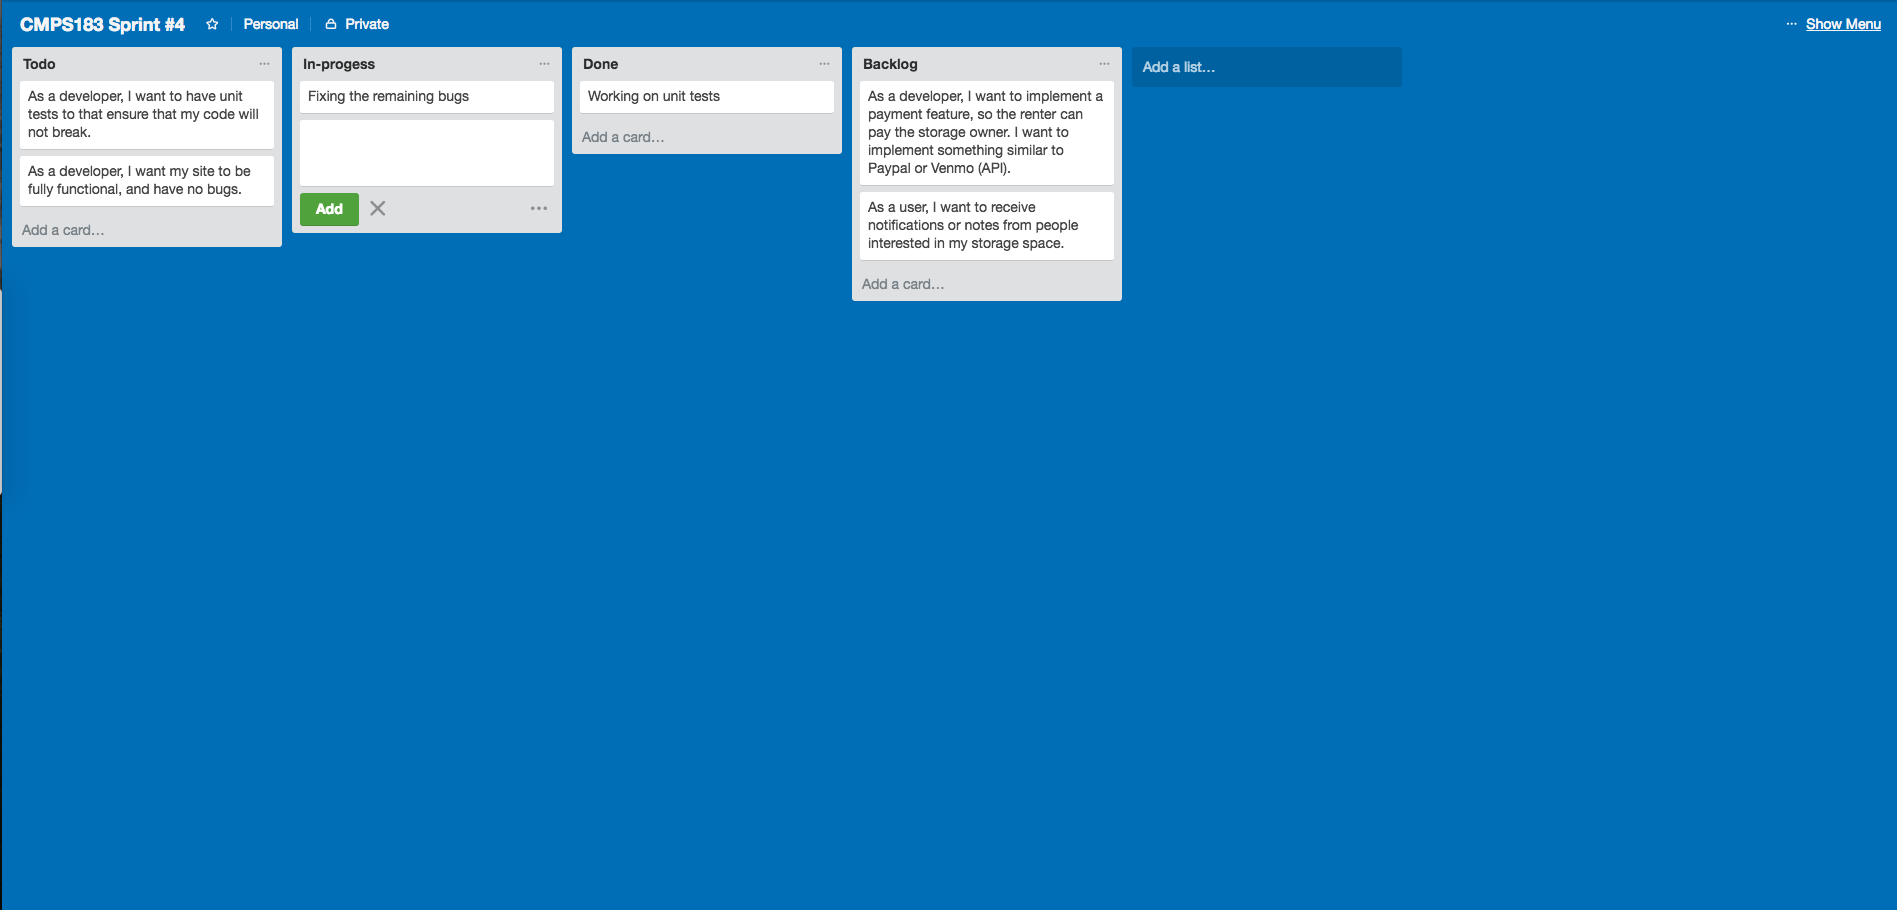 CMPS183 Sprint #4 Personal Private ... Show Menu
Todo ...
As a developer, I want to have unit
tests to that ensure that my code will
not break.
As a developer, I want my site to be
fully functional, and have no bugs.
Add a card...
In-progess ...
Fixing the remaining bugs
Add
Done ...
Working on unit tests
Add a card...
Backlog ...
As a developer, I want to implement a
payment feature, so the renter can
pay the storage owner. I want to
implement something similar to
Paypal or Venmo (API).
As a user, I want to receive
notifications or notes from people
interested in my storage space.
Add a card...
Add a list...